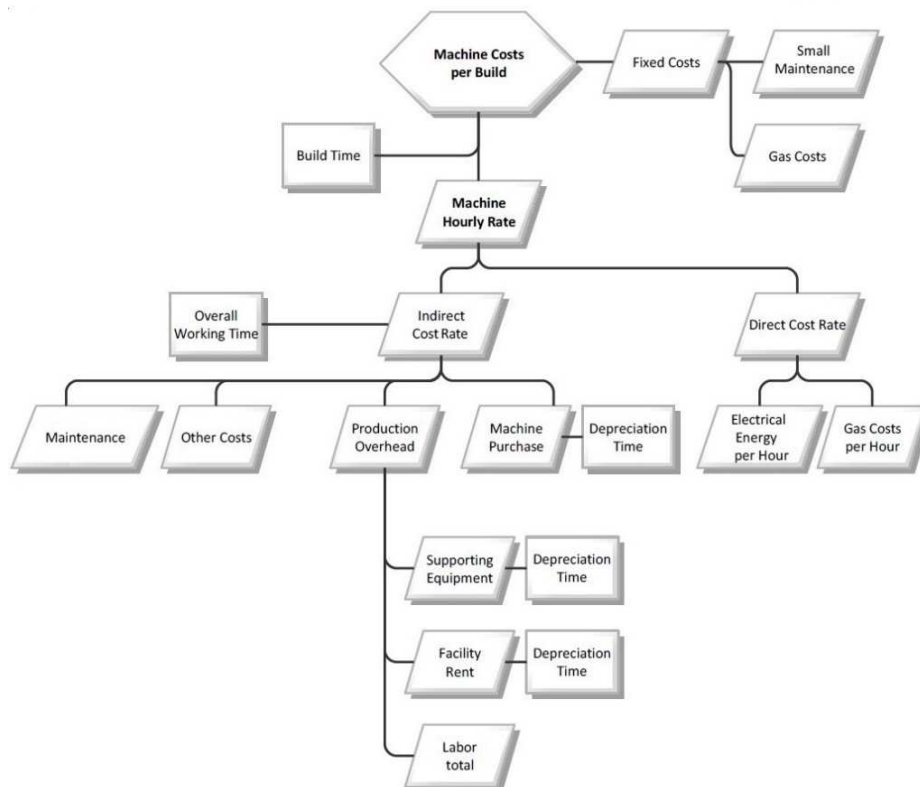 Machine Costs
per Build
Fixed Costs
Small
Maintenance
Build Time
Gas Costs
Machine
Hourly Rate
Overall
Working Time
Indirect
Cost Rate
Direct Cost Rate
Maintenance
Other Costs
Production
Overhead
Machine
Purchase
Depreciation
Time
Electrical
Energy
per Hour
Gas Costs
per Hour
Supporting
Equipment
Depreciation
Time
Facility
Rent
Depreciation
Time
Labor
total